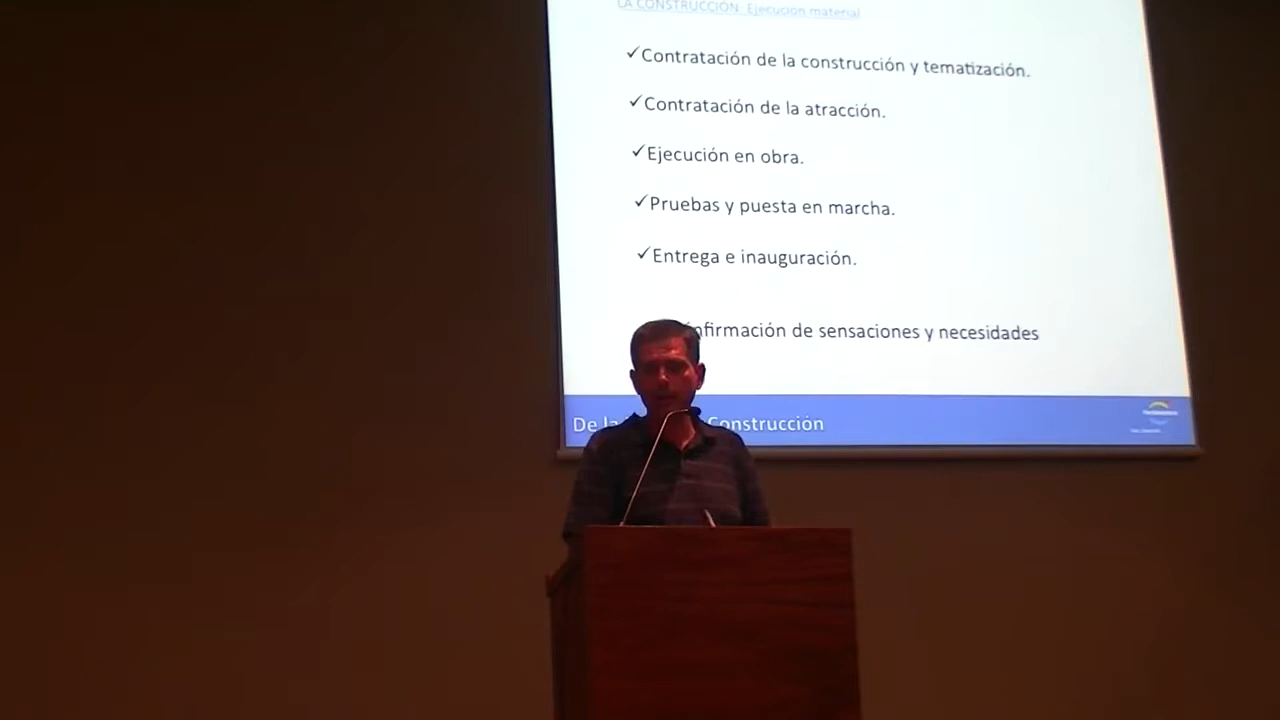 LA CONSTRUCCIÓN: Ejecución material
✓Contratación de la construcción y tematización.
✓Contratación de la atracción.
✓Ejecución en obra.
✓Pruebas y puesta en marcha.
✓Entrega e inauguración.
nfirmación de sensaciones y necesidades
De la Construcción